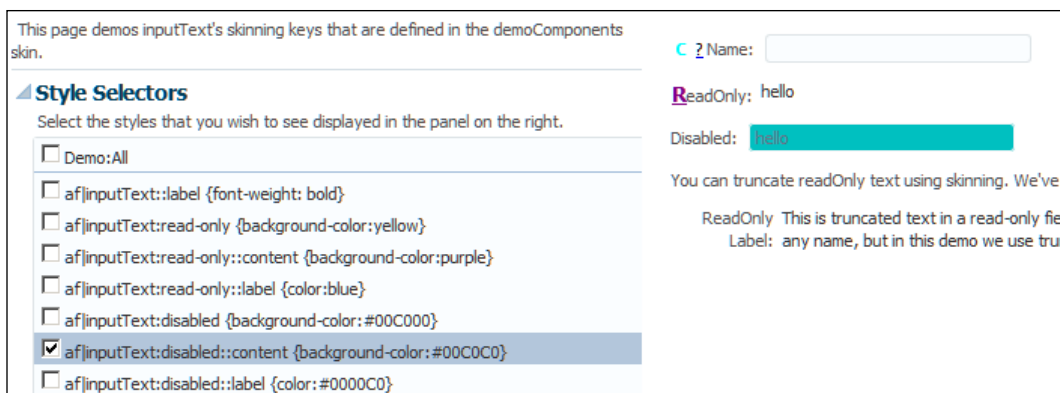 This page demos inputText's skinning keys that are defined in the demoComponents
skin.
Style Selectors
Select the styles that you wish to see displayed in the panel on the right.
Demo:All
af|inputText::label {font-weight: bold}
af|inputText:read-only {background-color:yellow}
af|inputText:read-only::content {background-color:purple}
af|inputText:read-only::label {color:blue}
af|inputText:disabled {background-color:#00C000}
af|inputText:disabled::content {background-color:#00C0C0}
af|inputText:disabled::label {color:#0000C0}
C ? Name:
ReadOnly: hello
Disabled: hello
You can truncate readOnly text using skinning. We've
ReadOnly This is truncated text in a read-only fie
Label: any name, but in this demo we use tru